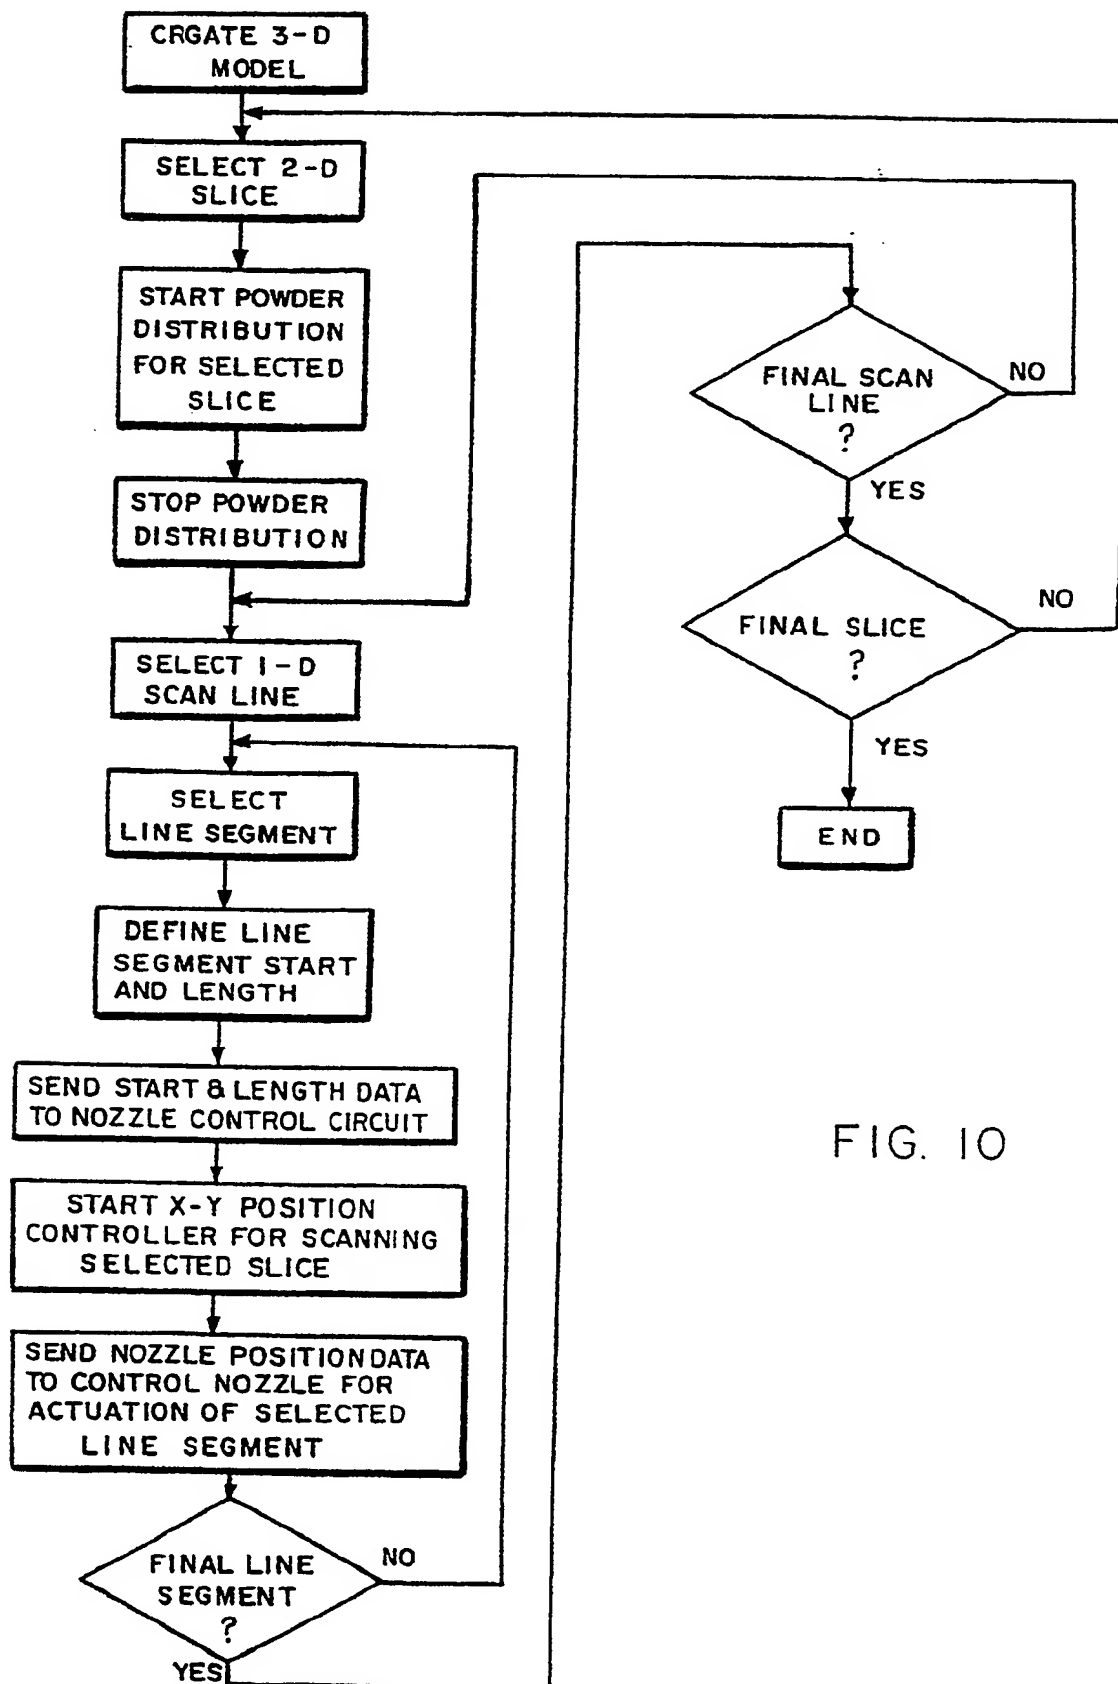 CRGATE 3-D
MODEL
SELECT 2-D
SLICE
START POWDER
DISTRIBUTION
FOR SELECTED
SLICE
STOP POWDER
DISTRIBUTION
SELECT 1-D
SCAN LINE
SELECT
LINE SEGMENT
DEFINE LINE
SEGMENT START
AND LENGTH
SEND START & LENGTH DATA
TO NOZZLE CONTROL CIRCUIT
START X-Y POSITION
CONTROLLER FOR SCANNING
SELECTED SLICE
SEND NOZZLE POSITION DATA
TO CONTROL NOZZLE FOR
ACTUATION OF SELECTED
LINE SEGMENT
FINAL LINE
SEGMENT
?
NO
YES
FINAL SCAN
LINE
?
NO
YES
FINAL SLICE
?
NO
YES
END
FIG. 10